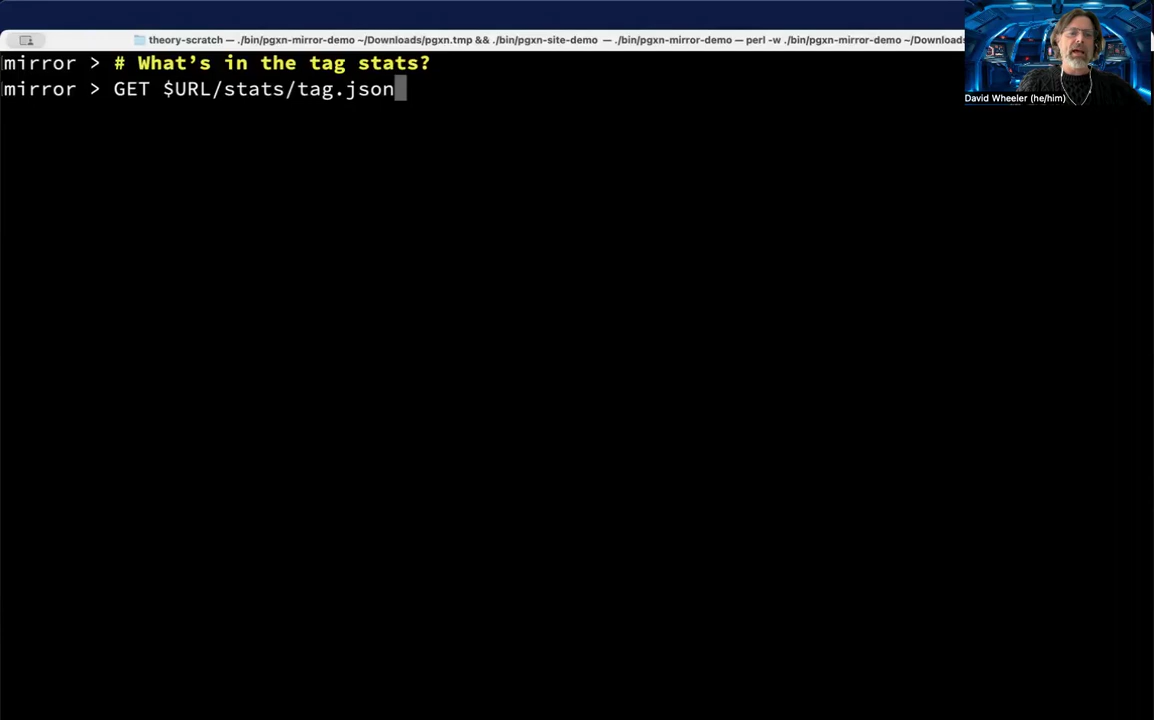 theory-scratch — ./bin/pgxn-mirror-demo ~/Downloads/pgxn.tmp && ./bin/pgxn-site-demo — ./bin/pgxn-mirror-demo — perl -w ./bin/pgxn-mirror-demo ~/Downloads
mirror > # What’s in the tag stats?
mirror > GET $URL/stats/tag.json
David Wheeler (he/him)